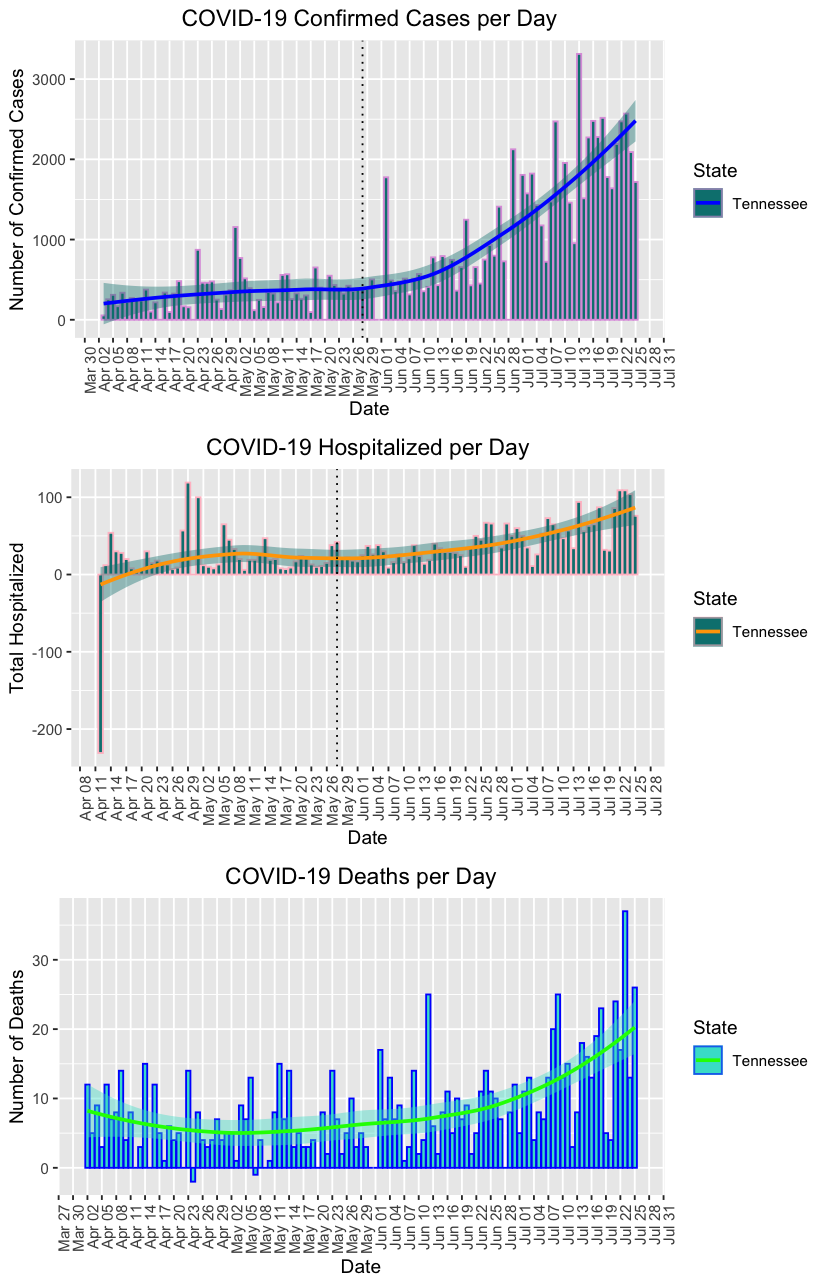 COVID-19 Confirmed Cases per Day
Number of Confirmed Cases
3000
2000
1000
0
Mar 30
Apr 02
Apr 05
Apr 08
Apr 11
Apr 14
Apr 17
Apr 20
Apr 23
Apr 26
Apr 29
May 02
May 05
May 08
May 11
May 14
May 17
May 20
May 23
May 26
May 29
Jun 01
Jun 04
Jun 07
Jun 10
Jun 13
Jun 16
Jun 19
Jun 22
Jun 25
Jun 28
Jul 01
Jul 04
Jul 07
Jul 10
Jul 13
Jul 16
Jul 19
Jul 22
Jul 25
Jul 28
Jul 31
Date
State
Tennessee
COVID-19 Hospitalized per Day
Total Hospitalized
100
0
-100
-200
Apr 08
Apr 11
Apr 14
Apr 17
Apr 20
Apr 23
Apr 26
Apr 29
May 02
May 05
May 08
May 11
May 14
May 17
May 20
May 23
May 26
May 29
Jun 01
Jun 04
Jun 07
Jun 10
Jun 13
Jun 16
Jun 19
Jun 22
Jun 25
Jun 28
Jul 01
Jul 04
Jul 07
Jul 10
Jul 13
Jul 16
Jul 19
Jul 22
Jul 25
Jul 28
Date
State
Tennessee
COVID-19 Deaths per Day
Number of Deaths
30
20
10
0
Mar 27
Mar 30
Apr 02
Apr 05
Apr 08
Apr 11
Apr 14
Apr 17
Apr 20
Apr 23
Apr 26
Apr 29
May 02
May 05
May 08
May 11
May 14
May 17
May 20
May 23
May 26
May 29
Jun 01
Jun 04
Jun 07
Jun 10
Jun 13
Jun 16
Jun 19
Jun 22
Jun 25
Jun 28
Jul 01
Jul 04
Jul 07
Jul 10
Jul 13
Jul 16
Jul 19
Jul 22
Jul 25
Jul 28
Jul 31
Date
State
Tennessee